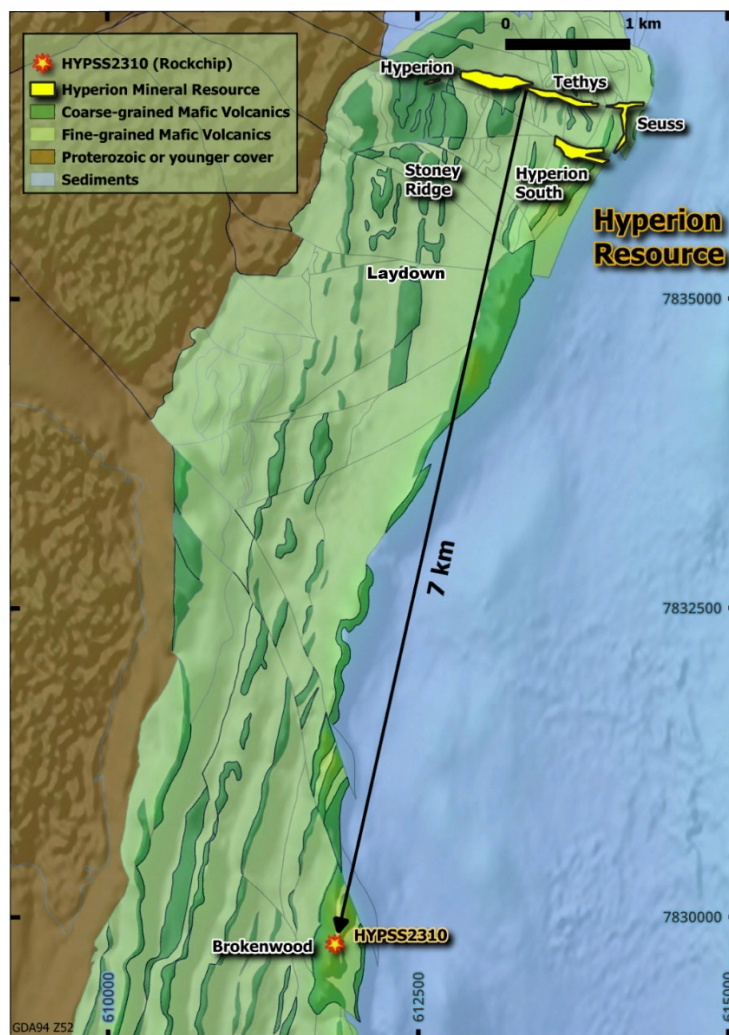 0 1 km
HYPSS2310 (Rockchip)
Hyperion Mineral Resource
Coarse-grained Mafic Volcanics
Fine-grained Mafic Volcanics
Proterozoic or younger cover
Sediments
Hyperion
Tethys
Seuss
Stoney
Ridge
Hyperion
South
Hyperion
Resource
Laydown
7835000
7 km
7832500
7830000
HYPSS2310
Brokenwood
610000
612500
GDA94 Z52